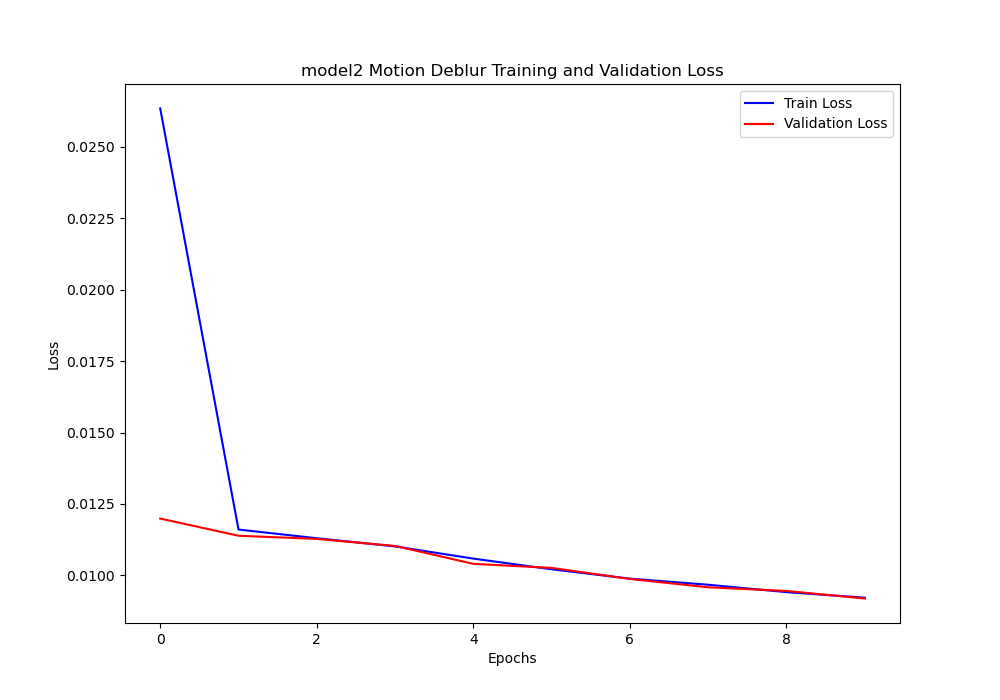 model2 Motion Deblur Training and Validation Loss
Train Loss
Validation Loss
0.0250
0.0225
0.0200
0.0175
0.0150
0.0125
0.0100
Loss
0 2 4 6 8
Epochs